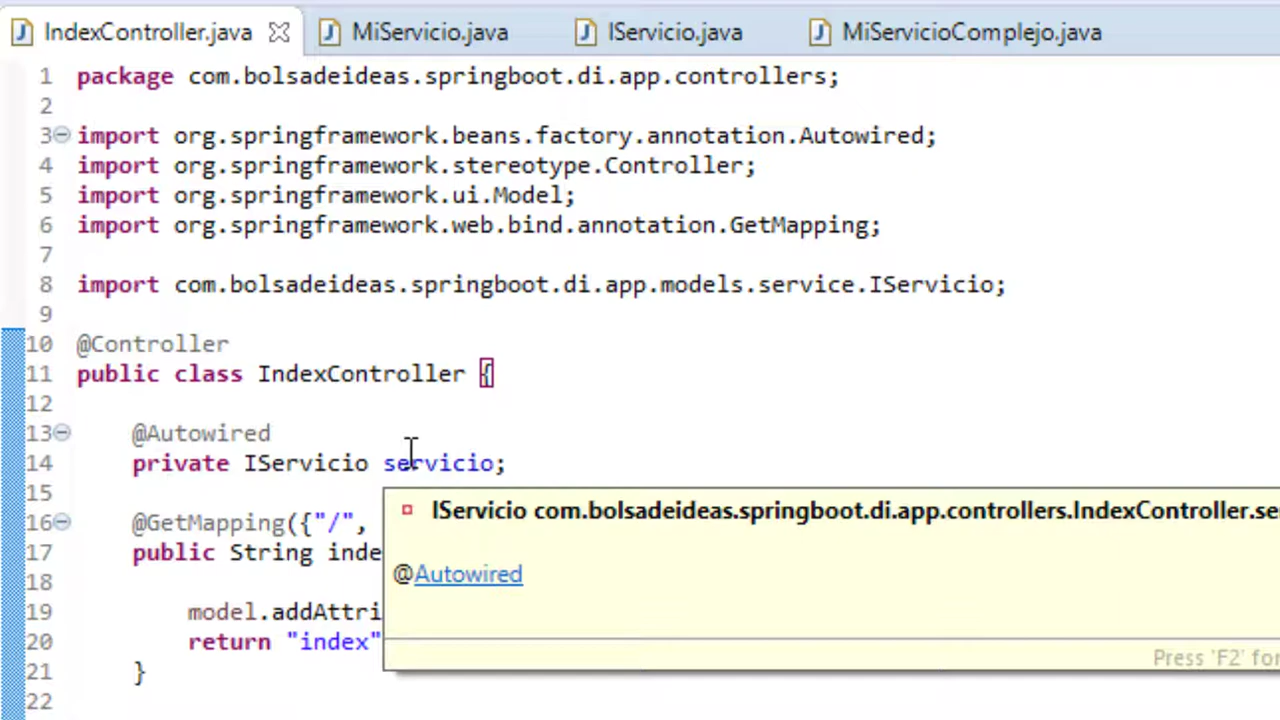 IndexController.java
MiServicio.java
IServicio.java
MiServicioComplejo.java
1 package com.bolsadeideas.springboot.di.app.controllers;
2
3 import org.springframework.beans.factory.annotation.Autowired;
4 import org.springframework.stereotype.Controller;
5 import org.springframework.ui.Model;
6 import org.springframework.web.bind.annotation.GetMapping;
7
8 import com.bolsadeideas.springboot.di.app.models.service.IServicio;
9
10 @Controller
11 public class IndexController {
12
13 @Autowired
14 private IServicio servicio;
15
16 @GetMapping({"/",
17 public String inde
18
19 model.addAttri
20 return "index"
21 }
22
IServicio com.bolsadeideas.springboot.di.app.controllers.IndexController.se
@Autowired
Press 'F2' for